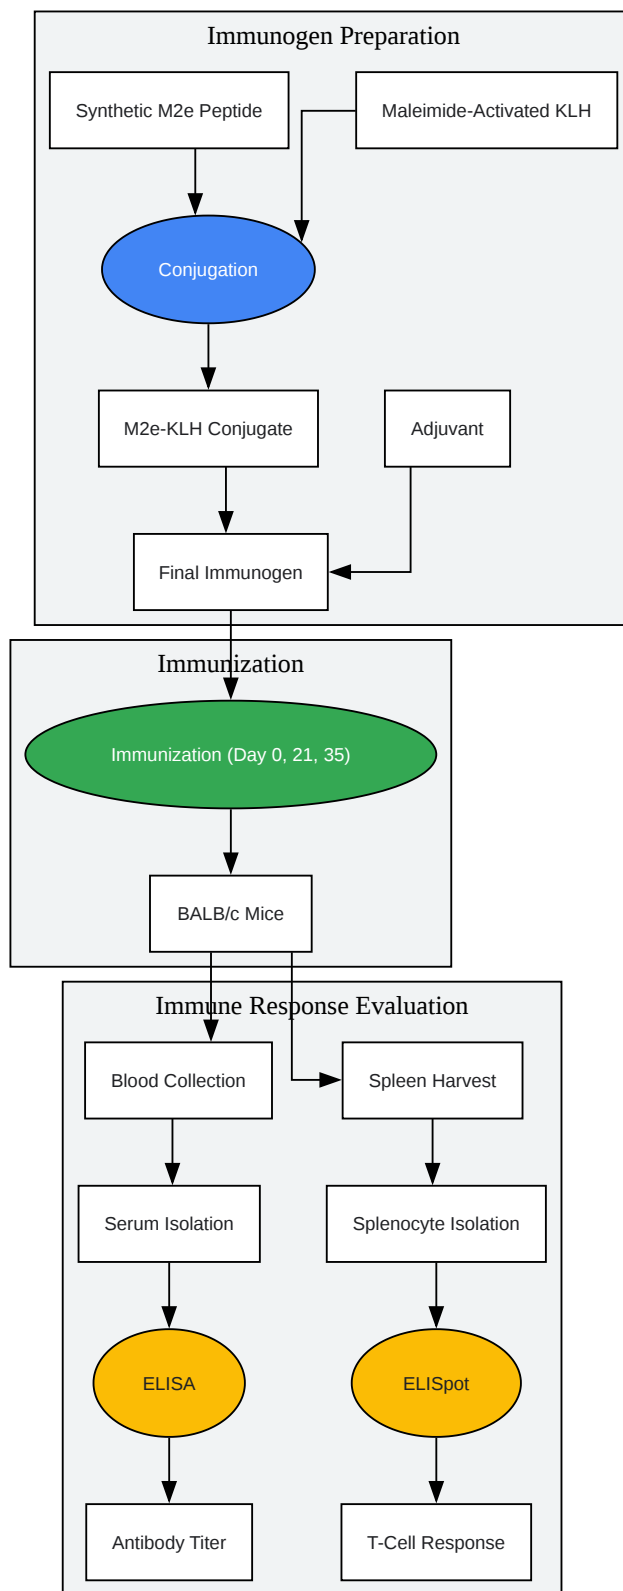 Immunogen Preparation
Synthetic M2e Peptide
Maleimide-Activated KLH
Conjugation
M2e-KLH Conjugate
Adjuvant
Final Immunogen
Immunization
Immunization (Day 0, 21, 35)
BALB/c Mice
Immune Response Evaluation
Blood Collection
Spleen Harvest
Serum Isolation
Splenocyte Isolation
ELISA
ELISpot
Antibody Titer
T-Cell Response